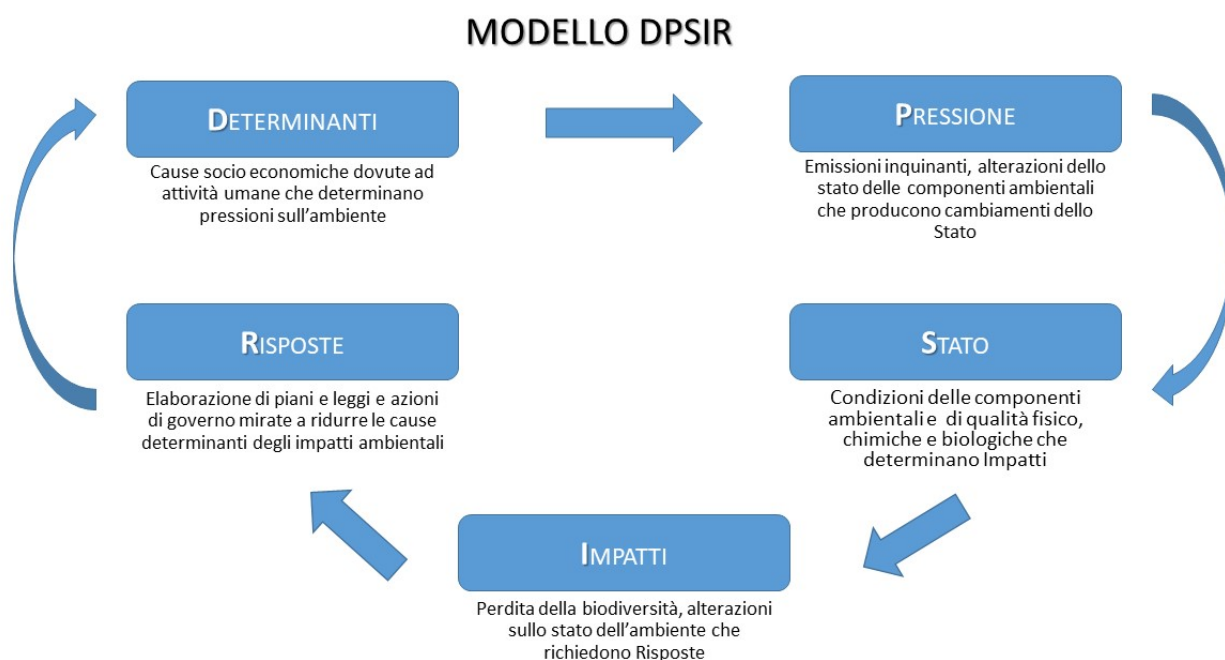 MODELLO DPSIR
DETERMINANTI
Cause socio economiche dovute ad
attività umane che determinano
pressioni sull'ambiente
PRESSIONE
Emissioni inquinanti, alterazioni dello
stato delle componenti ambientali
che producono cambiamenti dello
Stato
STATO
Condizioni delle componenti
ambientali e di qualità fisico,
chimiche e biologiche che
determinano Impatti
IMPATTI
Perdita della biodiversità, alterazioni
sullo stato dell'ambiente che
richiedono Risposte
RISPOSTE
Elaborazione di piani e leggi e azioni
di governo mirate a ridurre le cause
determinanti degli impatti ambientali